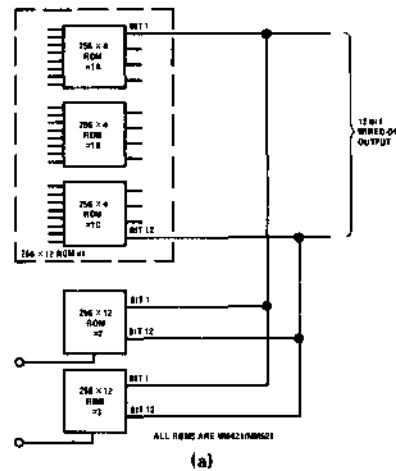 BIT 1
256 × 4
ROM
=1A
256 × 4
ROM
=1B
256 × 4
ROM
=1C
BIT 12
256 × 12 ROM =1
12 BIT
WIRED-OR
OUTPUT
256 × 12
ROM
=2
BIT 1
BIT 12
256 × 12
ROM
=3
BIT 1
BIT 12
ALL ROMS ARE
(a)